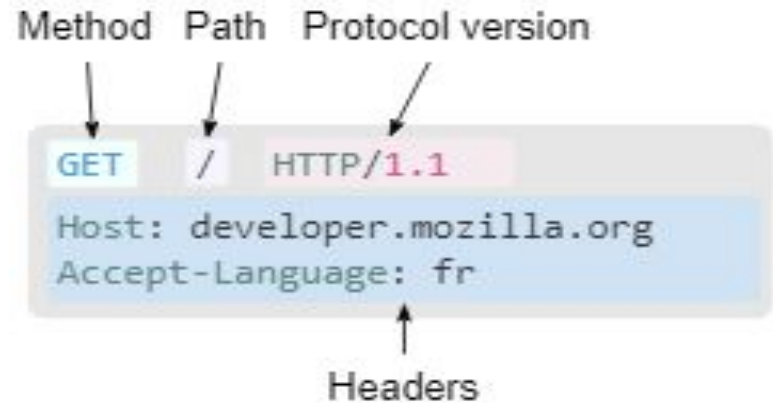 Method Path Protocol version
GET / HTTP/1.1
Host: developer.mozilla.org
Accept-Language: fr
Headers